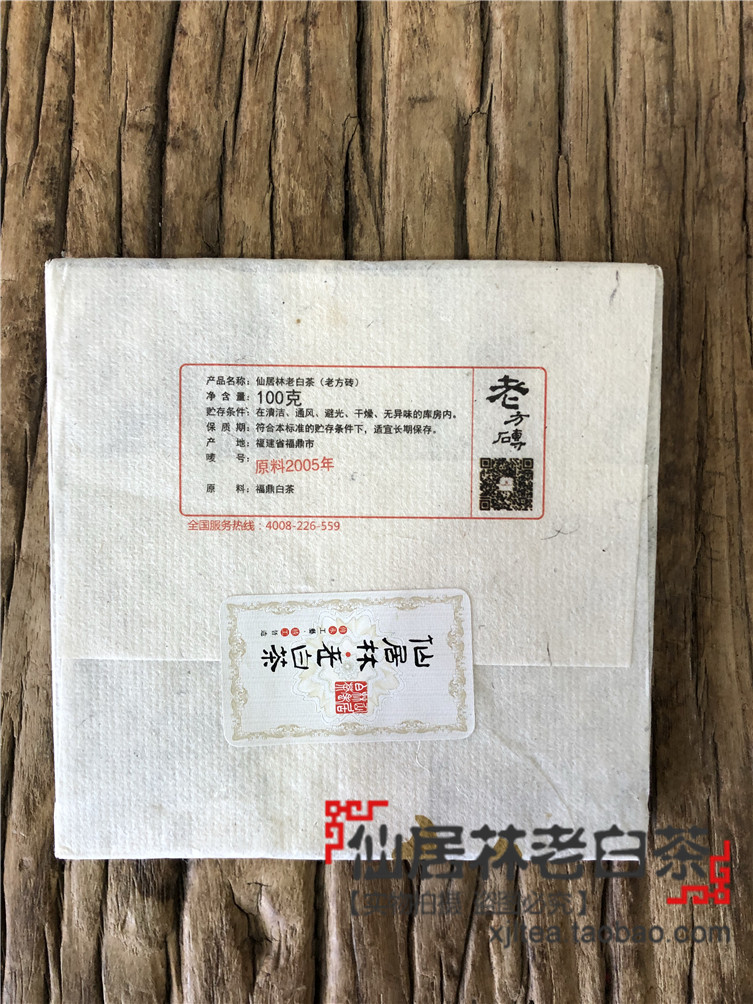 产品名称：仙居林老白茶（老方砖）
净含量：100克
贮存条件：在清洁、通风、避光、干燥、无异味的库房内。
保质期：符合本标准的贮存条件下，适宜长期保存。
产地：福建省福鼎市
唛号：原料2005年
原料：福鼎白茶
老方磚
全国服务热线：4008-226-559
仙居林·老白茶
仙居林老白茶
xjltea.taobao.com